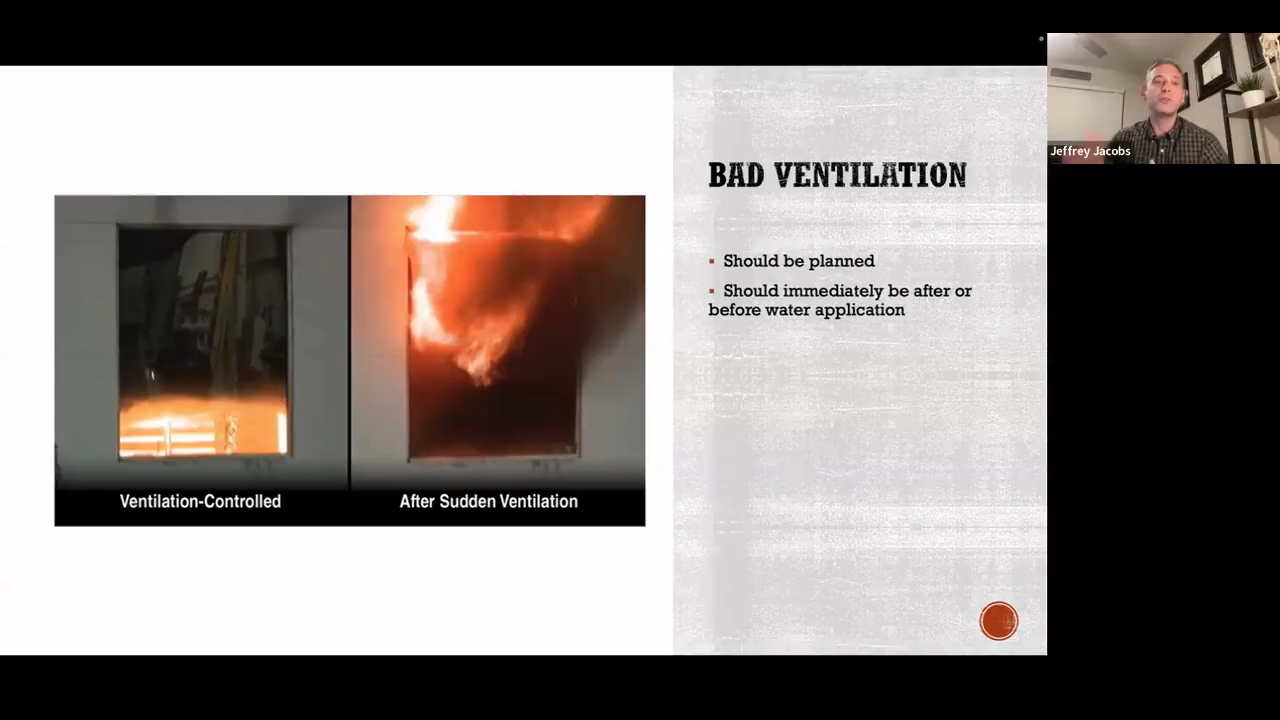 Jeffrey Jacobs
BAD VENTILATION
▪ Should be planned
▪ Should immediately be after or
before water application
Ventilation-Controlled
After Sudden Ventilation